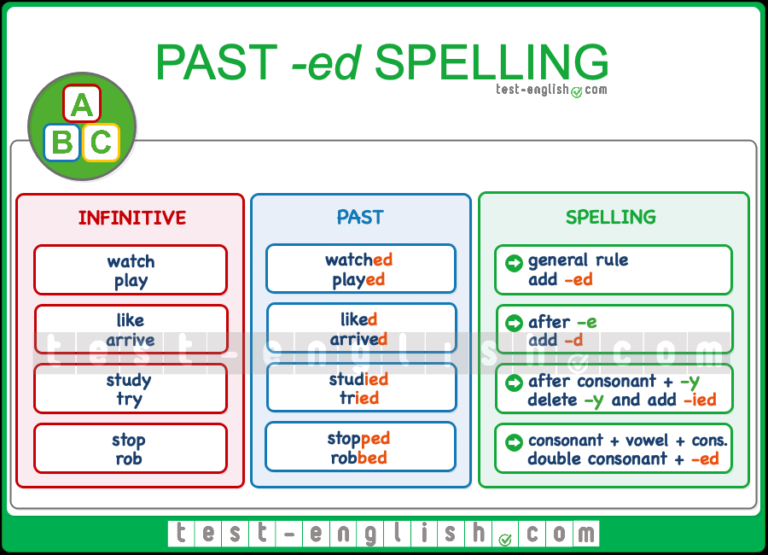 PAST -ed SPELLING
test-english.com
A
B C
INFINITIVE
watch
play
like
arrive
study
try
stop
rob
PAST
watched
played
liked
arrived
studied
tried
stopped
robbed
SPELLING
general rule
add -ed
after -e
add -d
after consonant + -y
delete -y and add -ied
consonant + vowel + cons.
double consonant + -ed
test-english.com
test-english.com